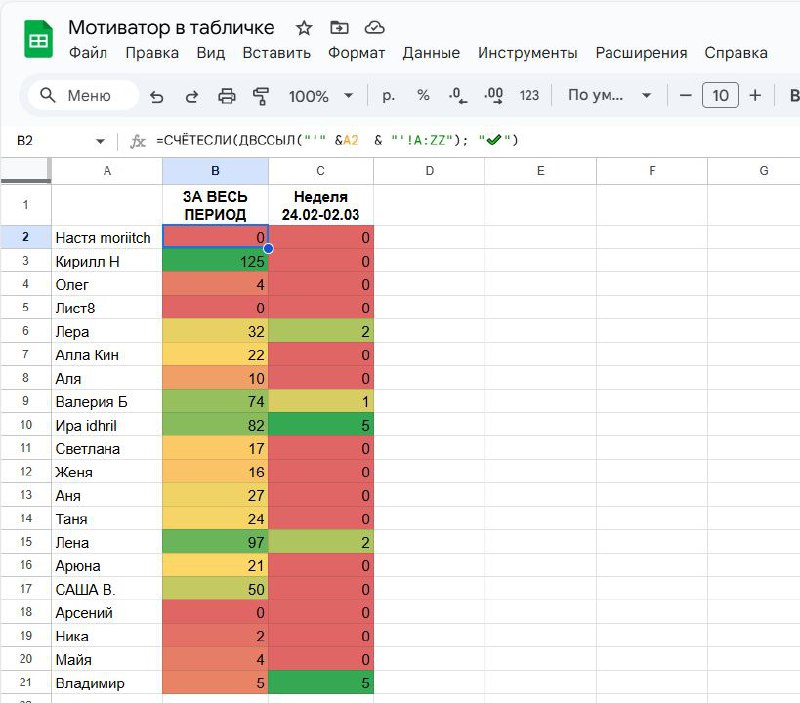 Мотиватор в табличке
Файл Правка Вид Вставить Формат Данные Инструменты Расширения Справка
Меню 100% р. % .0 .00 123 По ум... − 10 + B
B2 fx =СЧЁТЕСЛИ(ДВССЫЛ("'" &A2 & "'!A:ZZ"); "✔")
A B C D E F G
1 ЗА ВЕСЬ ПЕРИОД Неделя 24.02-02.03
2 Настя moriitch 0 0
3 Кирилл Н 125 0
4 Олег 4 0
5 Лист8 0 0
6 Лера 32 2
7 Алла Кин 22 0
8 Аля 10 0
9 Валерия Б 74 1
10 Ира idhril 82 5
11 Светлана 17 0
12 Женя 16 0
13 Аня 27 0
14 Таня 24 0
15 Лена 97 2
16 Арюна 21 0
17 САША В. 50 0
18 Арсений 0 0
19 Ника 2 0
20 Майя 4 0
21 Владимир 5 5